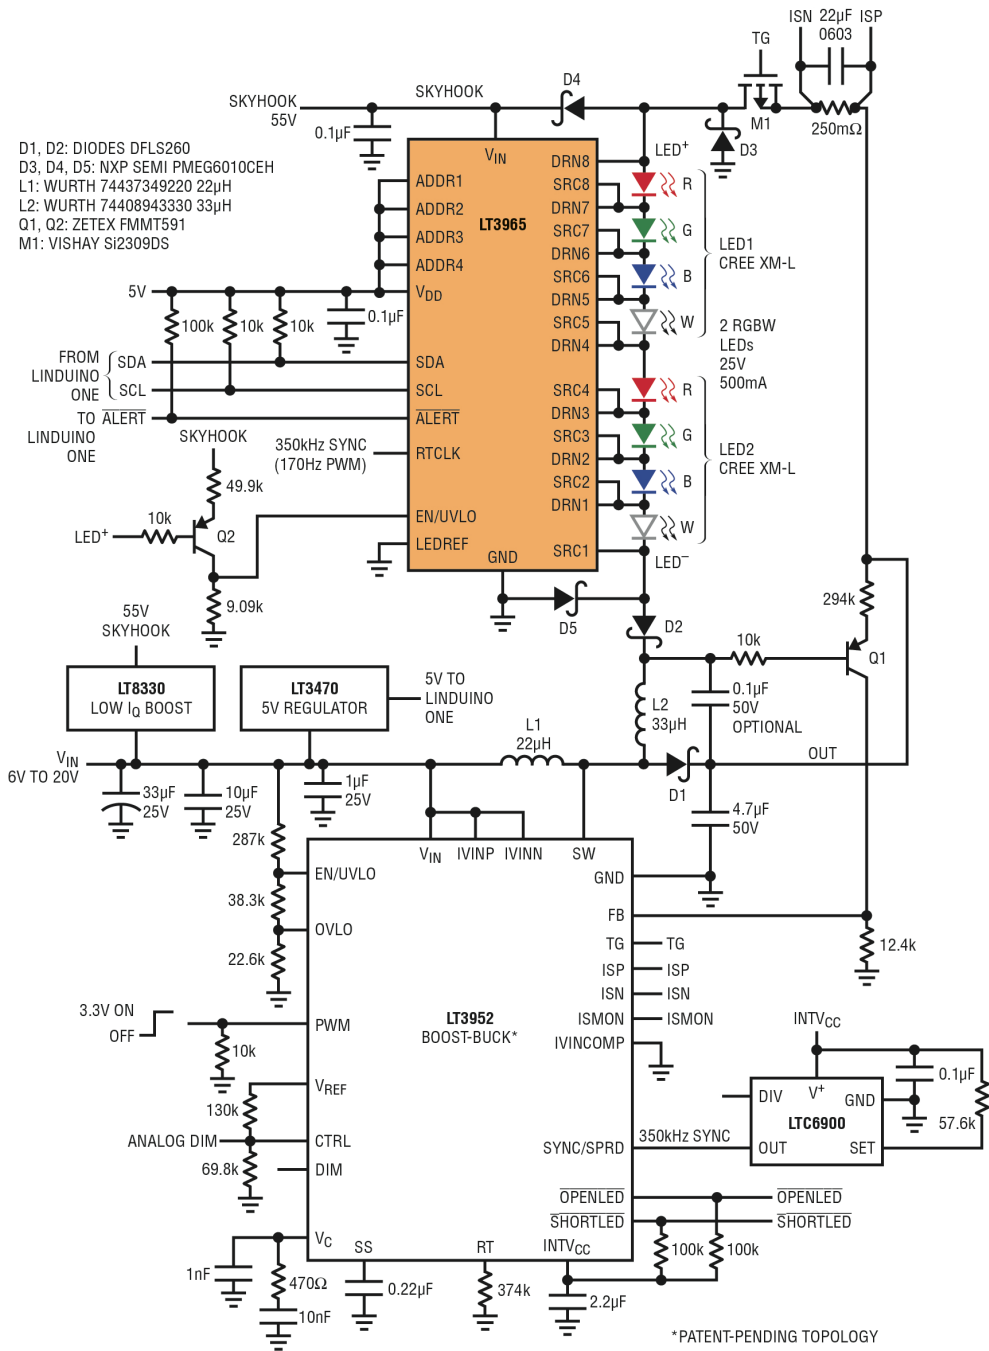 ISN
22µF
0603
ISP
TG
M1
250mΩ
D4
SKYHOOK
SKYHOOK
55V
0.1µF
LED+
D3
D1, D2: DIODES DFLS260
D3, D4, D5: NXP SEMI PMEG6010CEH
L1: WURTH 74437349220 22µH
L2: WURTH 74408943330 33µH
Q1, Q2: ZETEX FMMT591
M1: VISHAY Si2309DS
VIN
ADDR1
ADDR2
ADDR3
ADDR4
VDD
SDA
SCL
ALERT
RTCLK
EN/UVLO
LEDREF
GND
LT3965
DRN8
SRC8
DRN7
SRC7
DRN6
SRC6
DRN5
SRC5
DRN4
SRC4
DRN3
SRC3
DRN2
SRC2
DRN1
SRC1
R
G
B
W
LED1
CREE XM-L
2 RGBW
LEDs
25V
500mA
R
G
B
W
LED2
CREE XM-L
LED–
5V
100k
10k
10k
0.1µF
FROM
LINDUINO
ONE
SDA
SCL
TO ALERT
LINDUINO
ONE
SKYHOOK
350kHz SYNC
(170Hz PWM)
49.9k
10k
LED+
Q2
9.09k
D5
D2
294k
10k
Q1
55V
SKYHOOK
LT8330
LOW IQ BOOST
LT3470
5V REGULATOR
5V TO
LINDUINO
ONE
L2
33µH
0.1µF
50V
OPTIONAL
L1
22µH
OUT
VIN
6V TO 20V
33µF
25V
10µF
25V
1µF
25V
D1
4.7µF
50V
287k
38.3k
22.6k
VIN
IVINP
IVINN
SW
EN/UVLO
OVLO
PWM
VREF
CTRL
DIM
VC
SS
RT
INTVCC
GND
FB
TG
ISP
ISN
ISMON
IVINCOMP
SYNC/SPRD
OPENLED
SHORTLED
LT3952
BOOST-BUCK*
TG
ISP
ISN
ISMON
12.4k
3.3V ON
OFF
10k
130k
ANALOG DIM
69.8k
INTVCC
0.1µF
57.6k
DIV
V+
GND
LTC6900
OUT
SET
350kHz SYNC
OPENLED
SHORTLED
100k
100k
1nF
470Ω
10nF
0.22µF
374k
2.2µF
*PATENT-PENDING TOPOLOGY